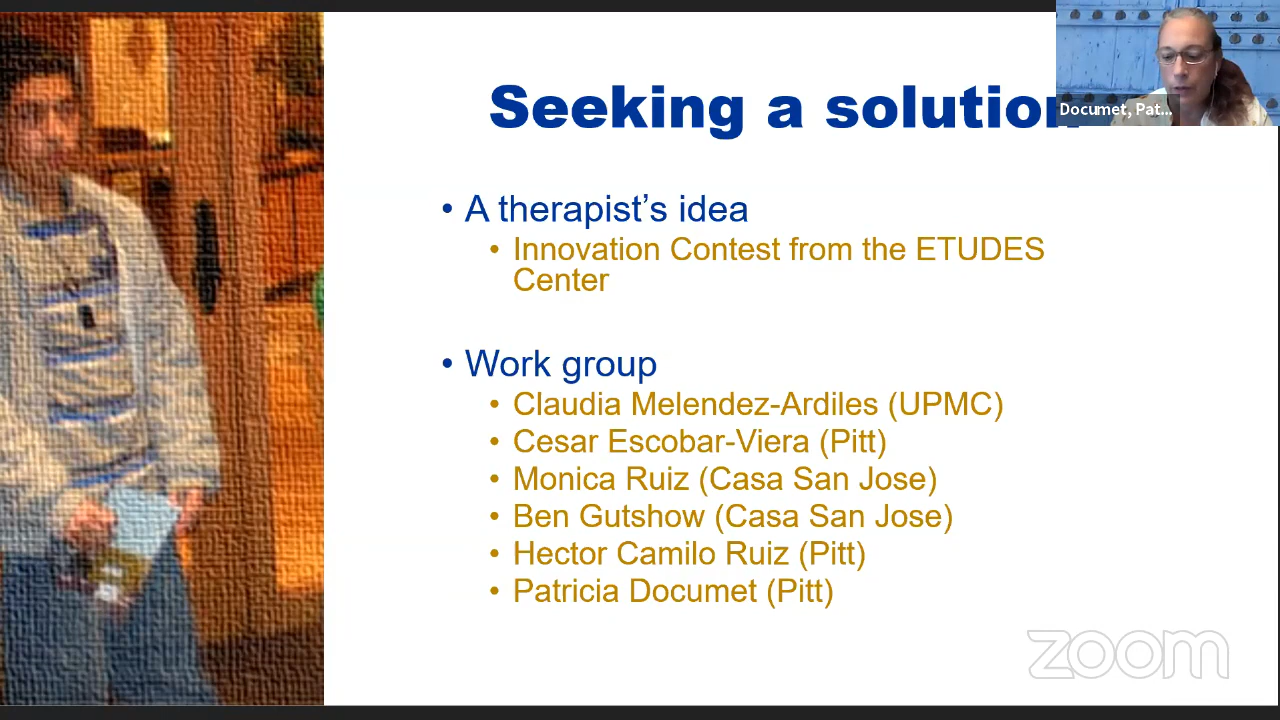 Seeking a solution
Documet, Pat...
• A therapist’s idea
• Innovation Contest from the ETUDES
Center
• Work group
• Claudia Melendez-Ardiles (UPMC)
• Cesar Escobar-Viera (Pitt)
• Monica Ruiz (Casa San Jose)
• Ben Gutshow (Casa San Jose)
• Hector Camilo Ruiz (Pitt)
• Patricia Documet (Pitt)
zoom